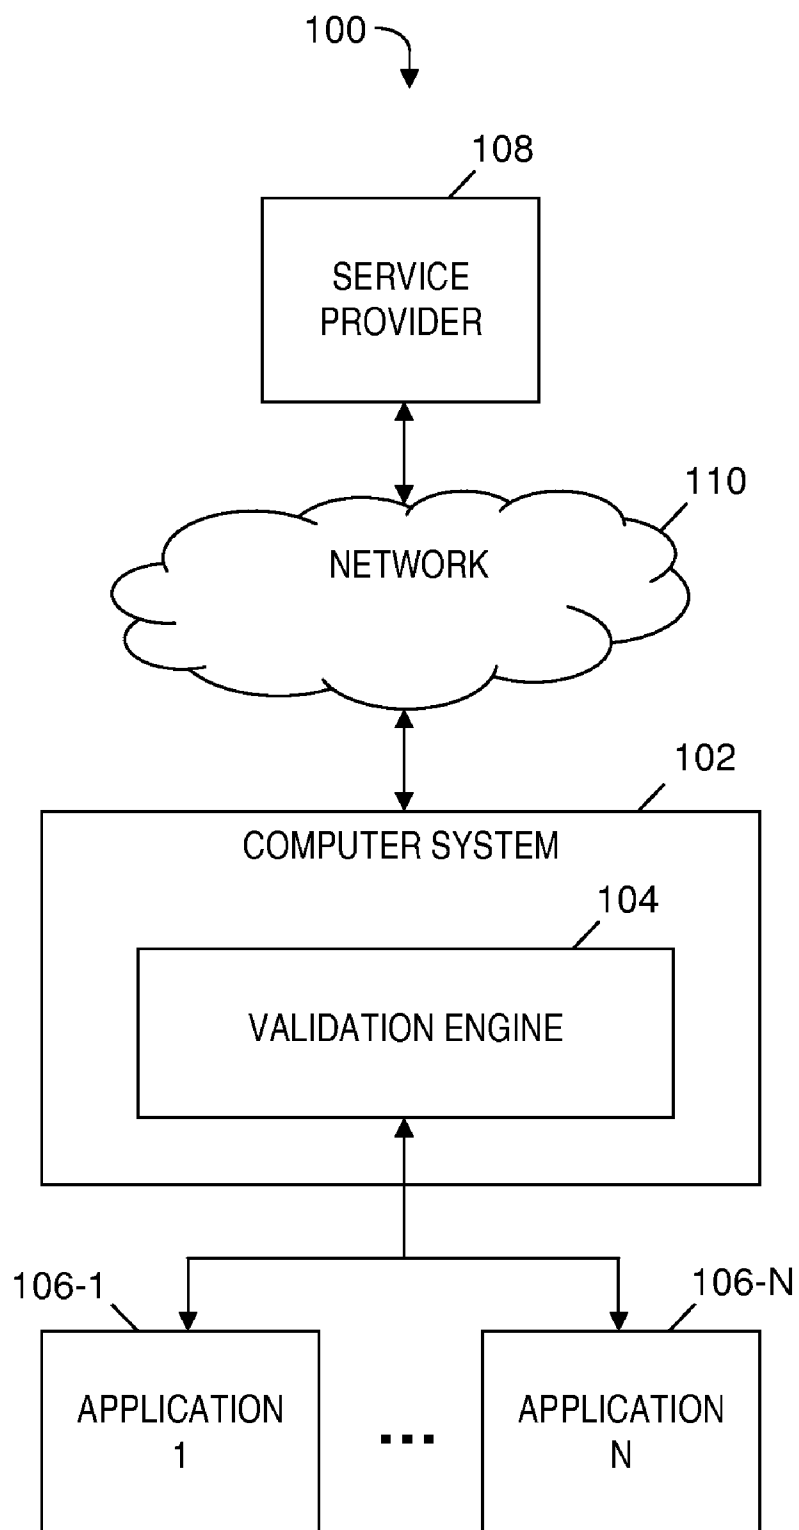 100
108
SERVICE
PROVIDER
110
NETWORK
102
COMPUTER SYSTEM
104
VALIDATION ENGINE
106-1
106-N
APPLICATION
1
...
APPLICATION
N